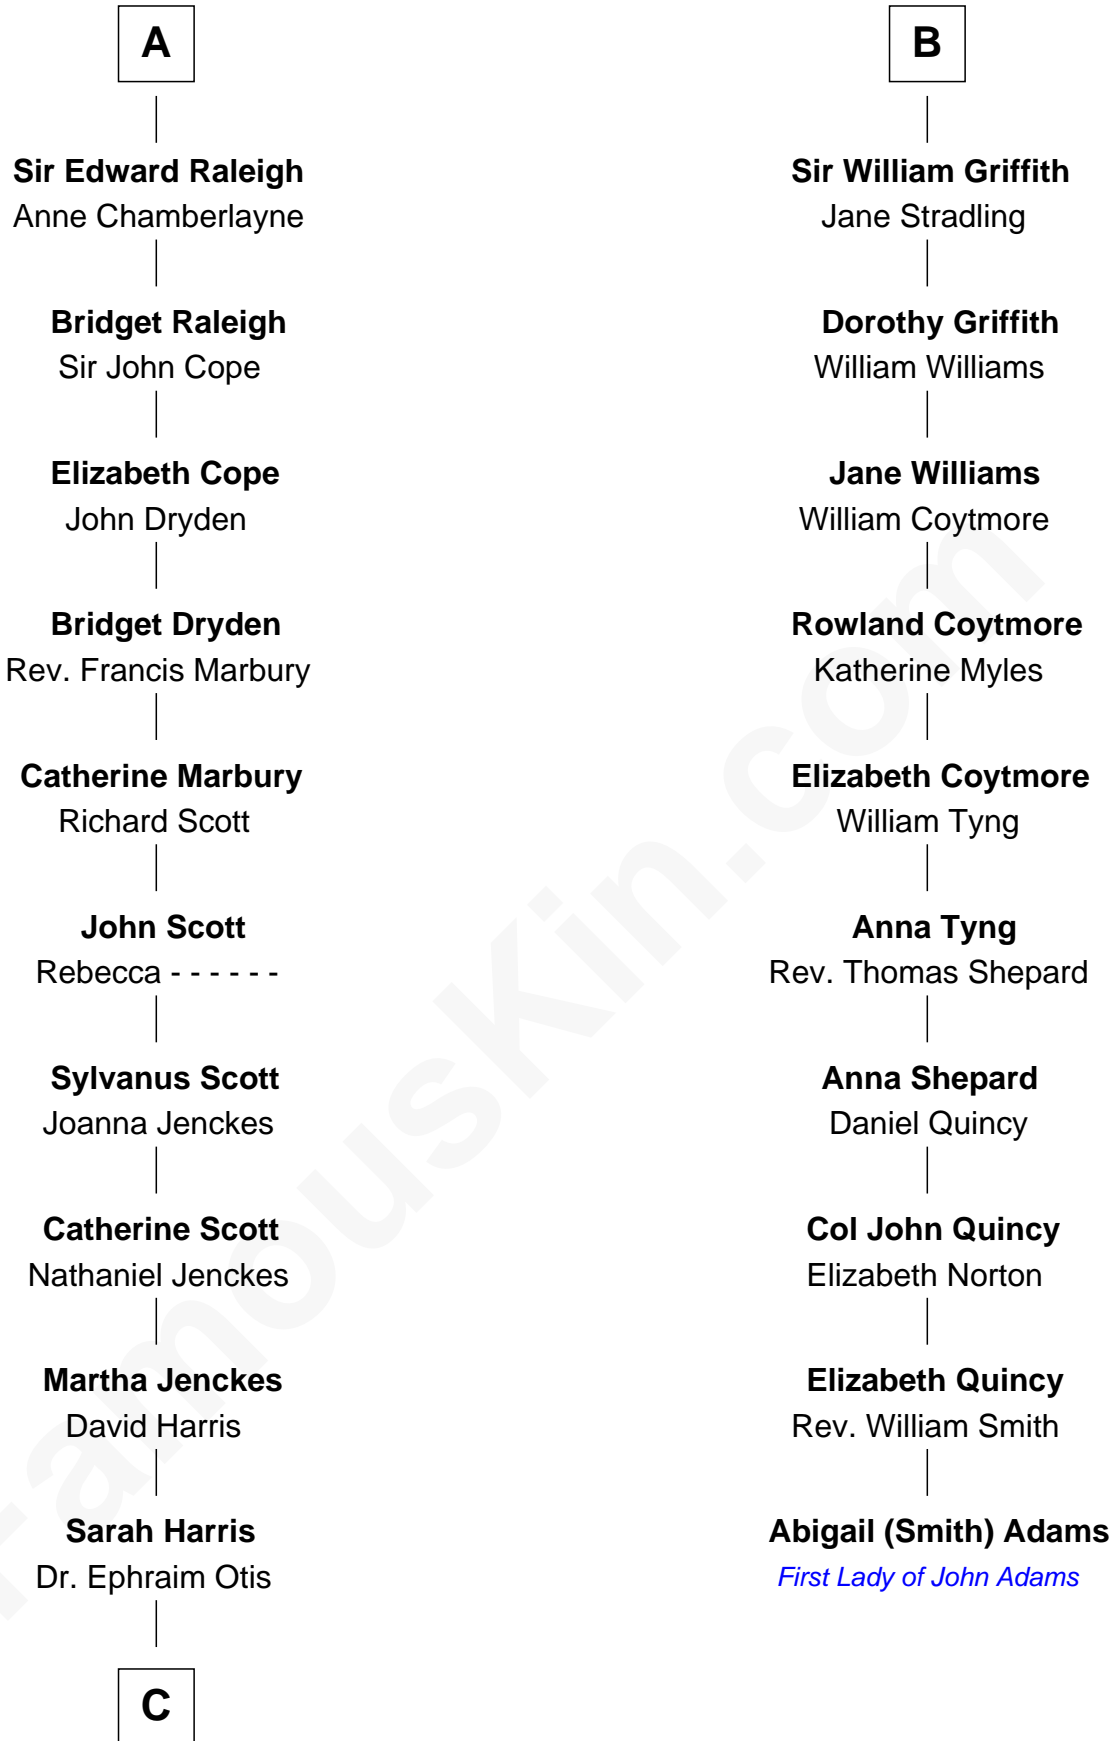 A
Sir Edward Raleigh
Anne Chamberlayne
Bridget Raleigh
Sir John Cope
Elizabeth Cope
John Dryden
Bridget Dryden
Rev. Francis Marbury
Catherine Marbury
Richard Scott
John Scott
Rebecca - - - - - -
Sylvanus Scott
Joanna Jenckes
Catherine Scott
Nathaniel Jenckes
Martha Jenckes
David Harris
Sarah Harris
Dr. Ephraim Otis
C
B
Sir William Griffith
Jane Stradling
Dorothy Griffith
William Williams
Jane Williams
William Coytmore
Rowland Coytmore
Katherine Myles
Elizabeth Coytmore
William Tyng
Anna Tyng
Rev. Thomas Shepard
Anna Shepard
Daniel Quincy
Col John Quincy
Elizabeth Norton
Elizabeth Quincy
Rev. William Smith
Abigail (Smith) Adams
First Lady of John Adams
FamousKin.com